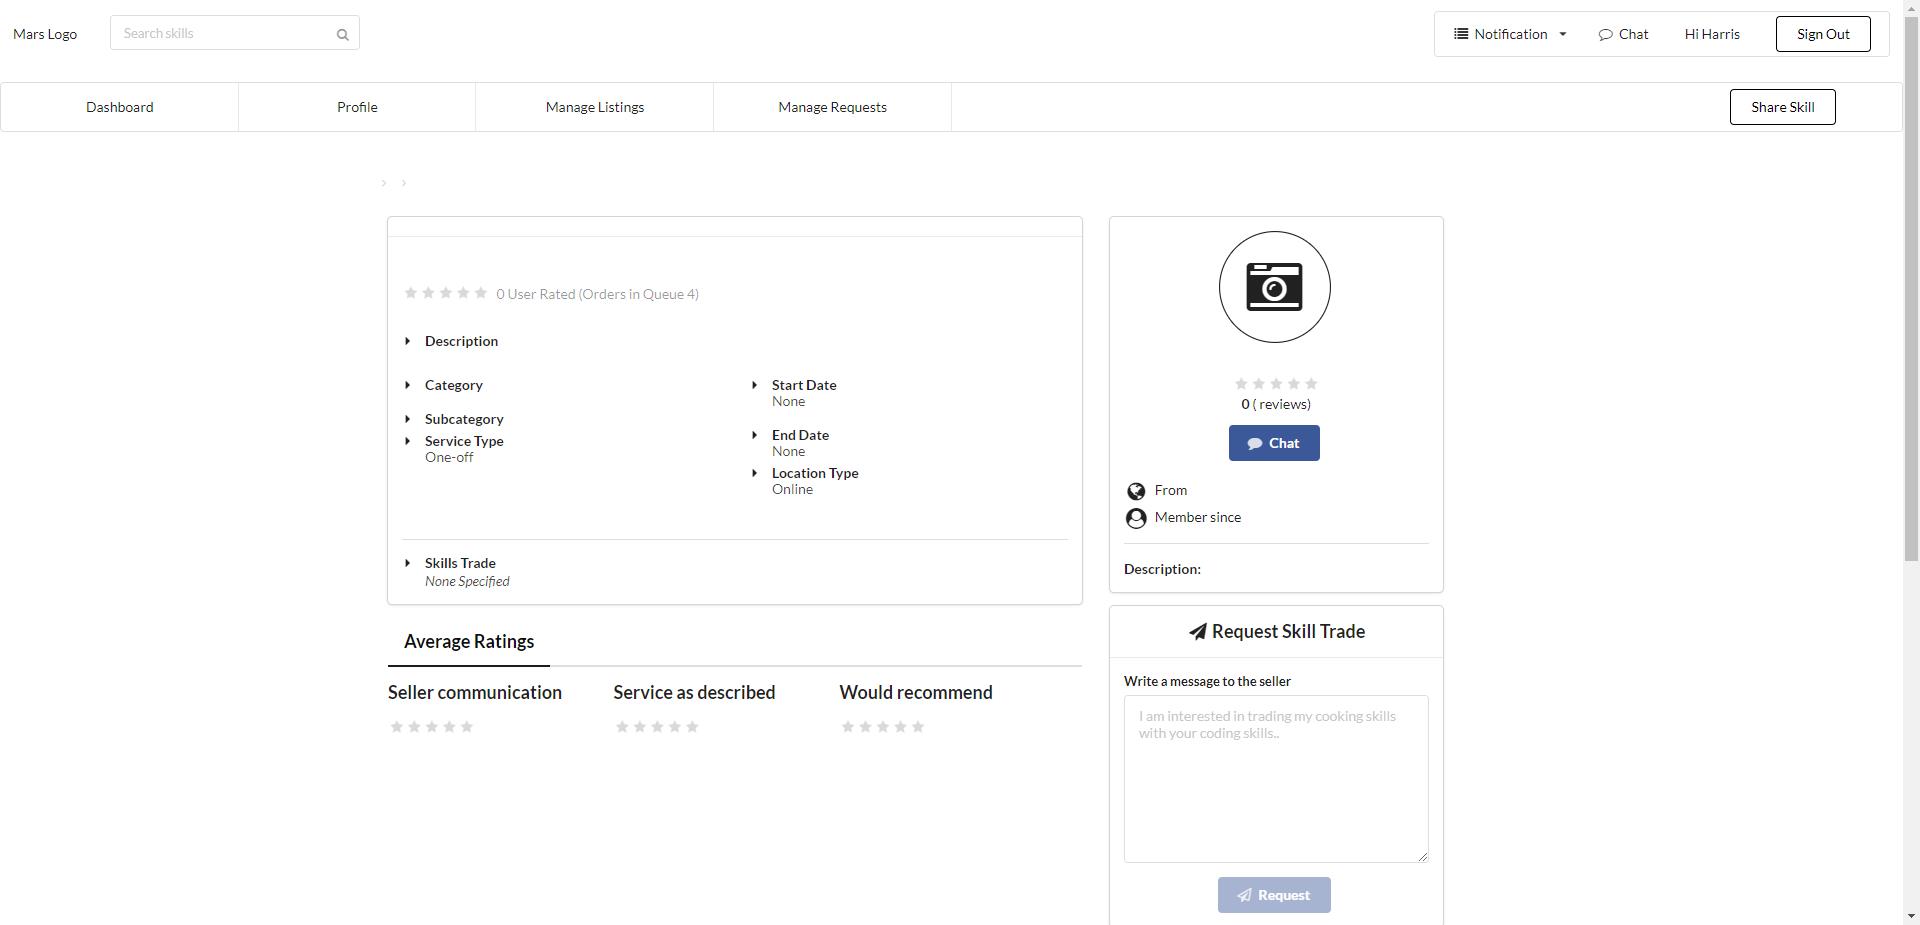 Mars Logo
Search skills
Notification
Chat
Hi Harris
Sign Out
Dashboard
Profile
Manage Listings
Manage Requests
Share Skill
0 User Rated (Orders in Queue 4)
Description
Category
Subcategory
Service Type
One-off
Start Date
None
End Date
None
Location Type
Online
Skills Trade
None Specified
Average Ratings
Seller communication
Service as described
Would recommend
0 ( reviews)
Chat
From
Member since
Description:
Request Skill Trade
Write a message to the seller
I am interested in trading my cooking skills
with your coding skills..
Request